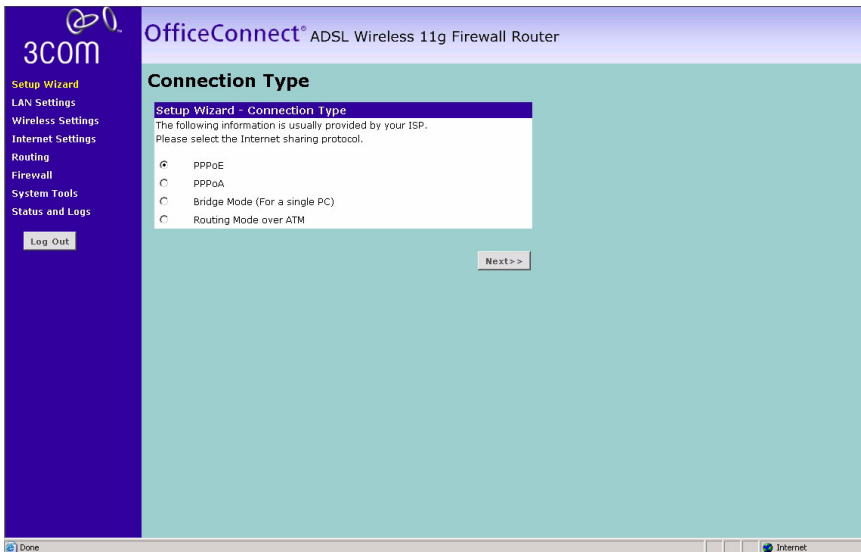 3COM
OfficeConnect® ADSL Wireless 11g Firewall Router
Setup Wizard
LAN Settings
Wireless Settings
Internet Settings
Routing
Firewall
System Tools
Status and Logs
Log Out
Connection Type
Setup Wizard - Connection Type
The following information is usually provided by your ISP.
Please select the Internet sharing protocol.
PPPoE
PPPoA
Bridge Mode (For a single PC)
Routing Mode over ATM
Next>>
Done
Internet